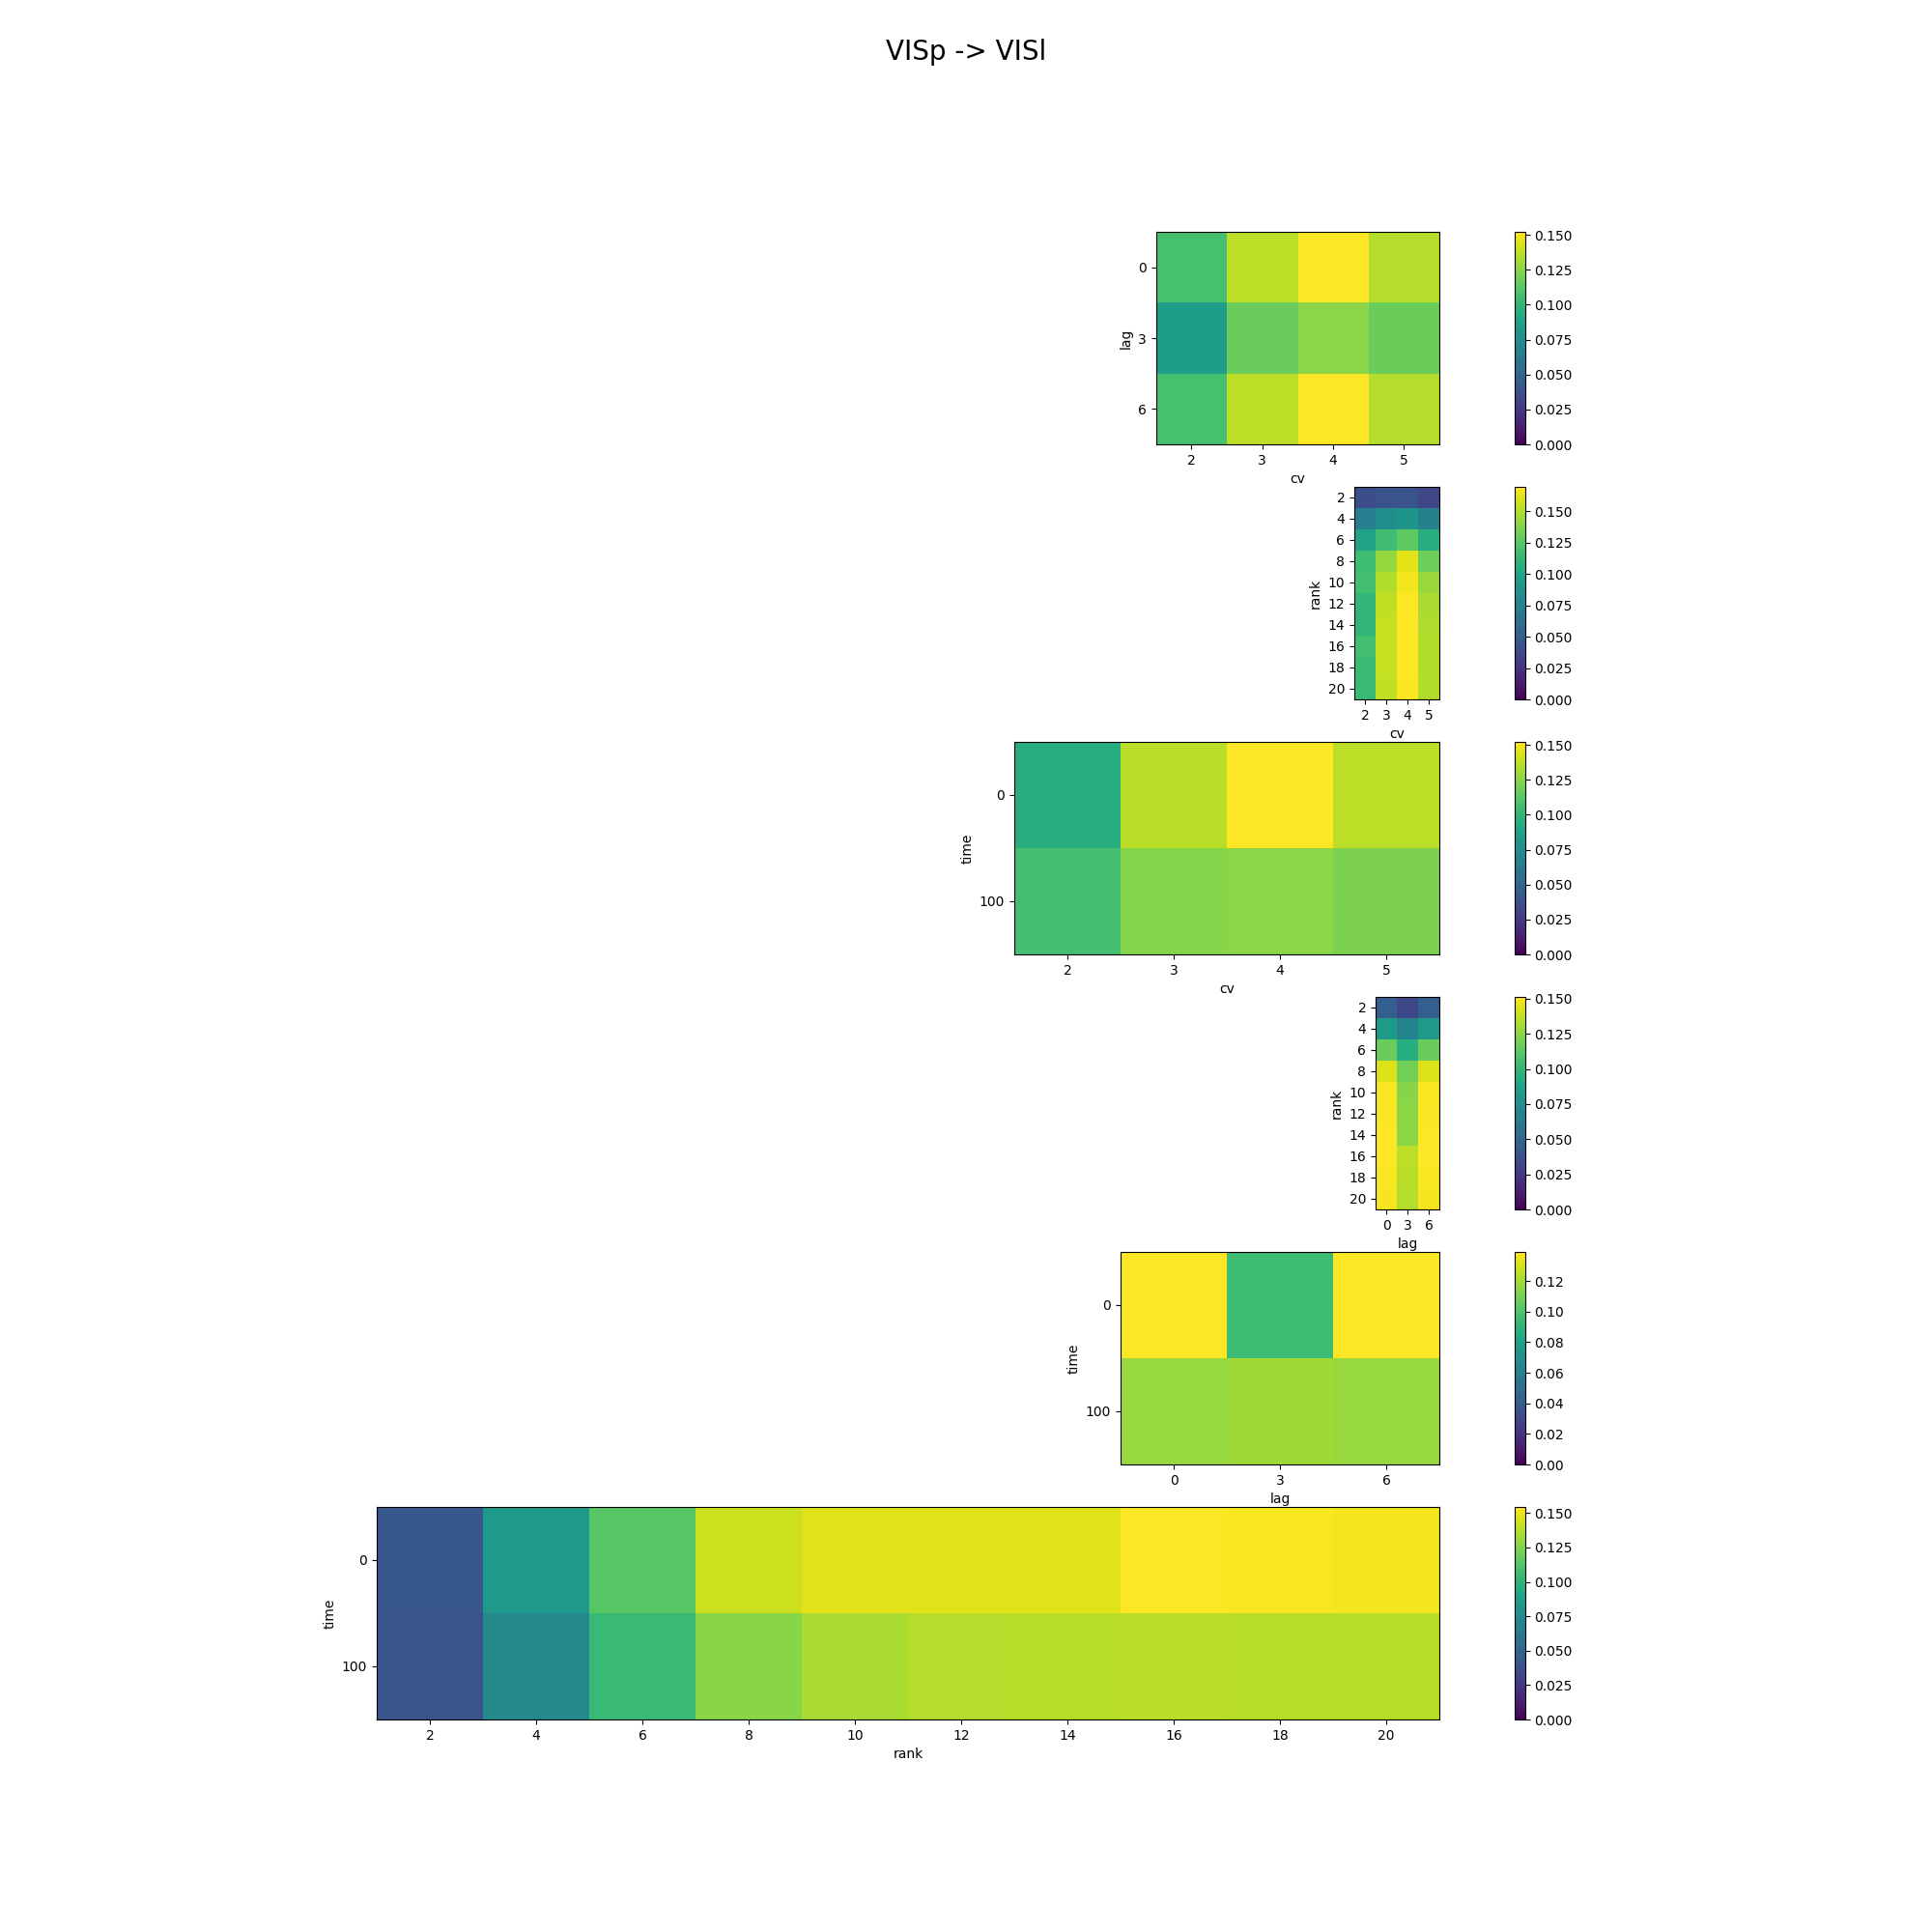 VISp -> VISl
0.150
0.125
0 
0.100
lag 3
0.075
0.050
6
0.025
0.000
2 3 4 5
cv
2
4 0.150
6 0.125
8
rank 10 0.100
12 0.075
14
16 0.050
18 0.025
20
0.000
2 3 4 5
cv
0.150
0.125
0
0.100
time
0.075
0.050
100
0.025
0.000
2 3 4 5
cv
2 0.150
4
6 0.125
8 0.100
rank 10
12 0.075
14
16 0.050
18 0.025
20
0.000
0 3 6
lag
0.12
0 0.10
0.08
time
0.06
0.04
100
0.02
0.00
0 3 6
lag
0.150
0.125
0
0.100
time
0.075
0.050
100
0.025
0.000
2 4 6 8 10 12 14 16 18 20
rank